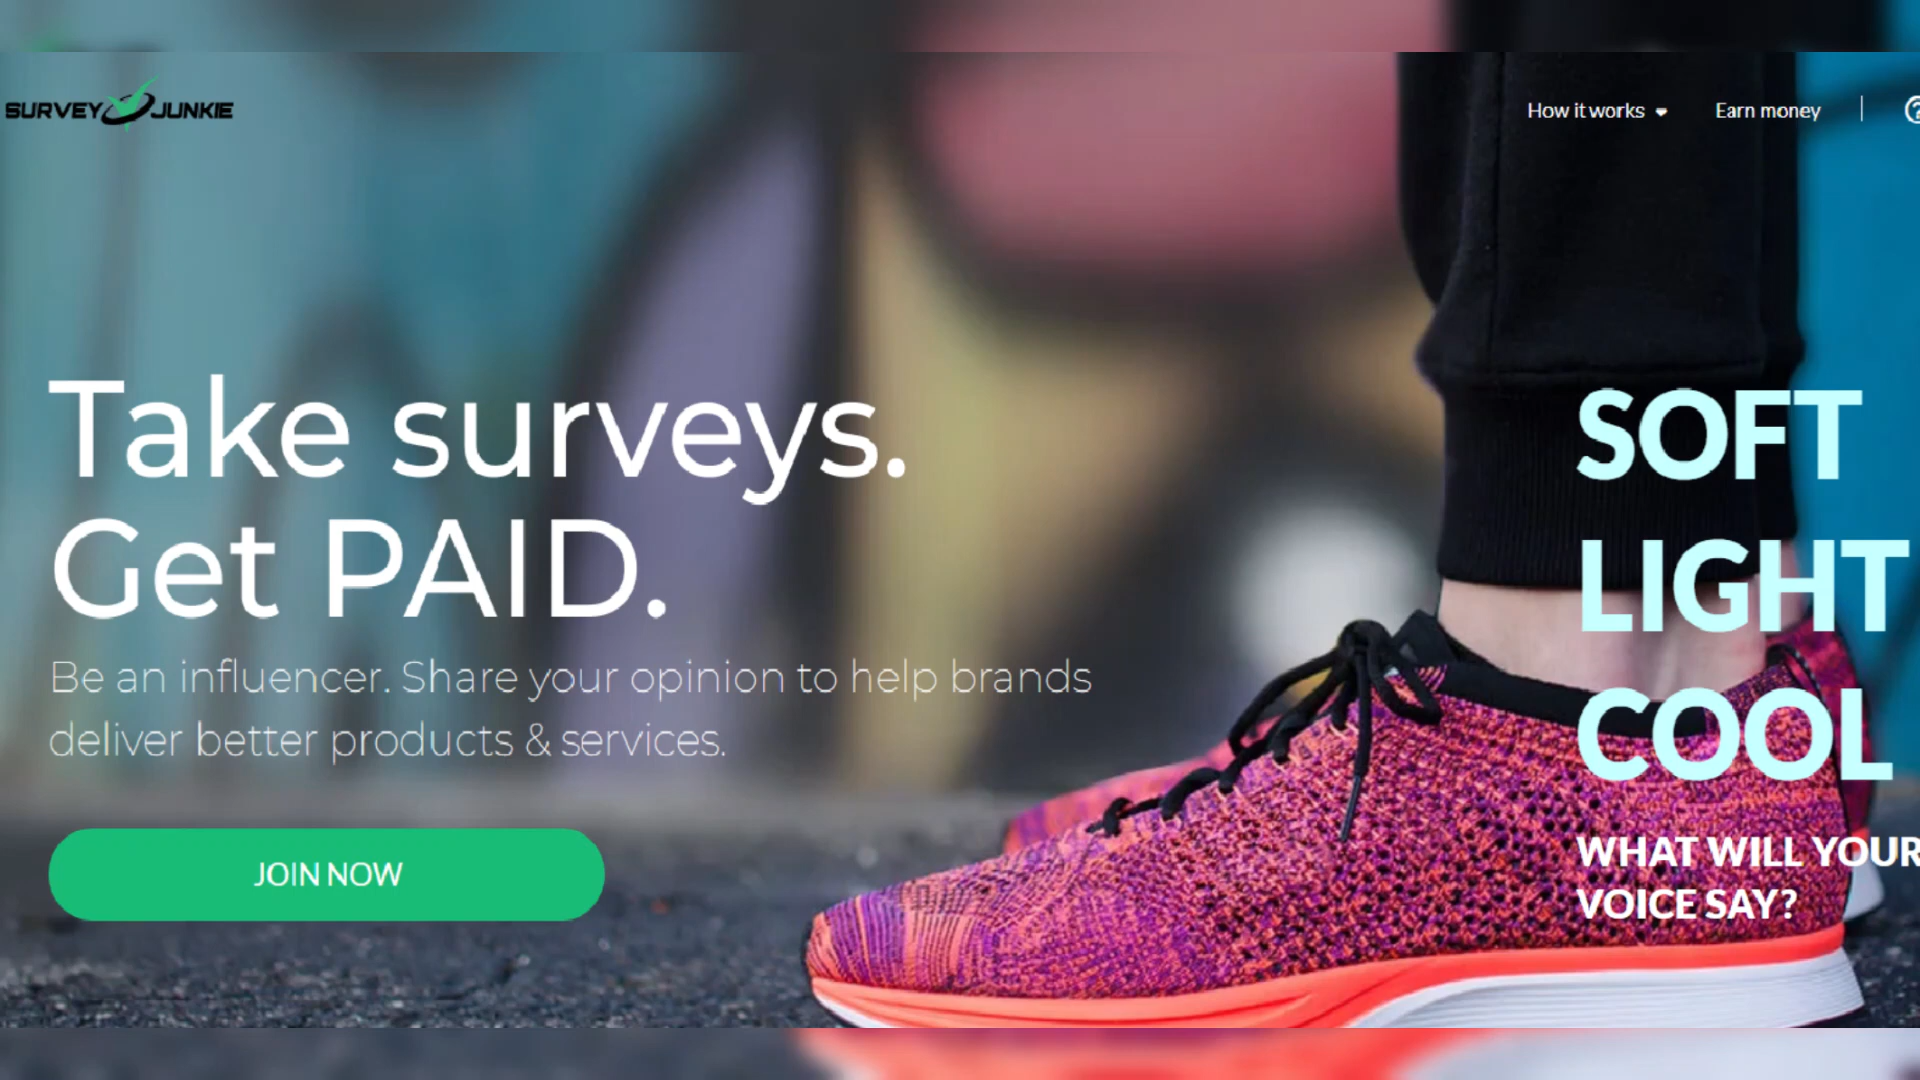 SURVEY JUNKIE
How it works
Earn money
Take surveys.
Get PAID.
Be an influencer. Share your opinion to help brands
deliver better products & services.
JOIN NOW
SOFT
LIGHT
COOL
WHAT WILL YOUR
VOICE SAY?